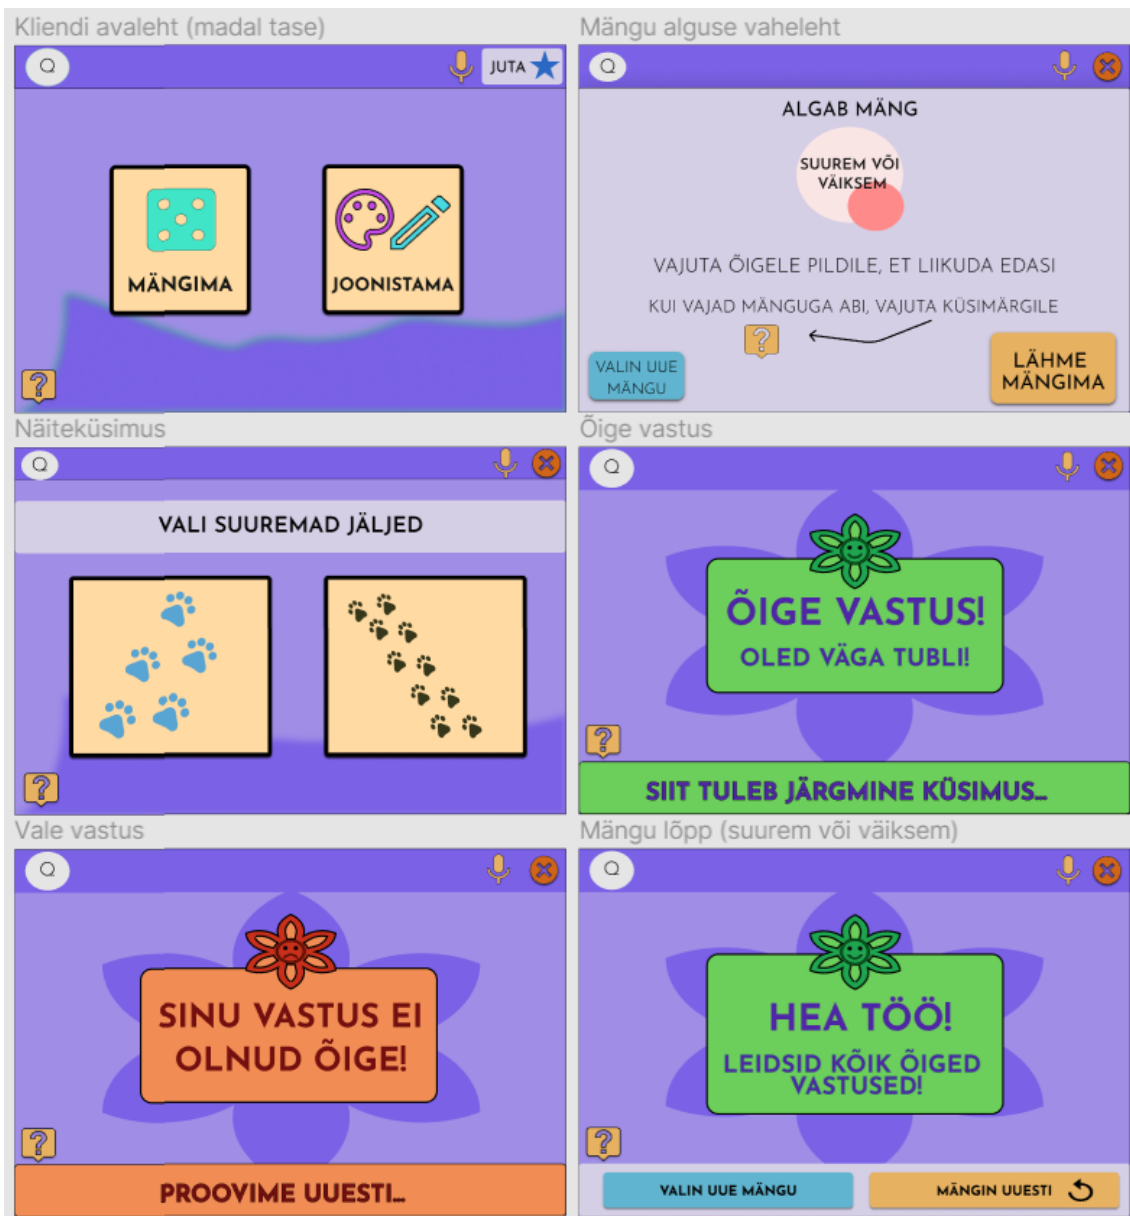 Kliendi avaleht (madal tase)
JUTA
MÄNGIMA
JOONISTAMA
?
Mängu alguse vaheleht
ALGAB MÄNG
SUUREM VÕI
VÄIKSEM
VAJUTA ÕIGELE PILDILE, ET LIIKUDA EDASI
KUI VAJAD MÄNGUGA ABI, VAJUTA KÜSIMÄRGILE
?
VALIN UUE
MÄNGU
LÄHME
MÄNGIMA
Näiteküsimus
VALI SUUREMAD JÄLJED
?
Õige vastus
ÕIGE VASTUS!
OLED VÄGA TUBLI!
?
SIIT TULEB JÄRGMINE KÜSIMUS...
Vale vastus
SINU VASTUS EI
OLNUD ÕIGE!
?
PROOVIME UUESTI...
Mängu lõpp (suurem või väiksem)
HEA TÖÖ!
LEIDSID KÕIK ÕIGED
VASTUSED!
?
VALIN UUE MÄNGU
MÄNGIN UUESTI